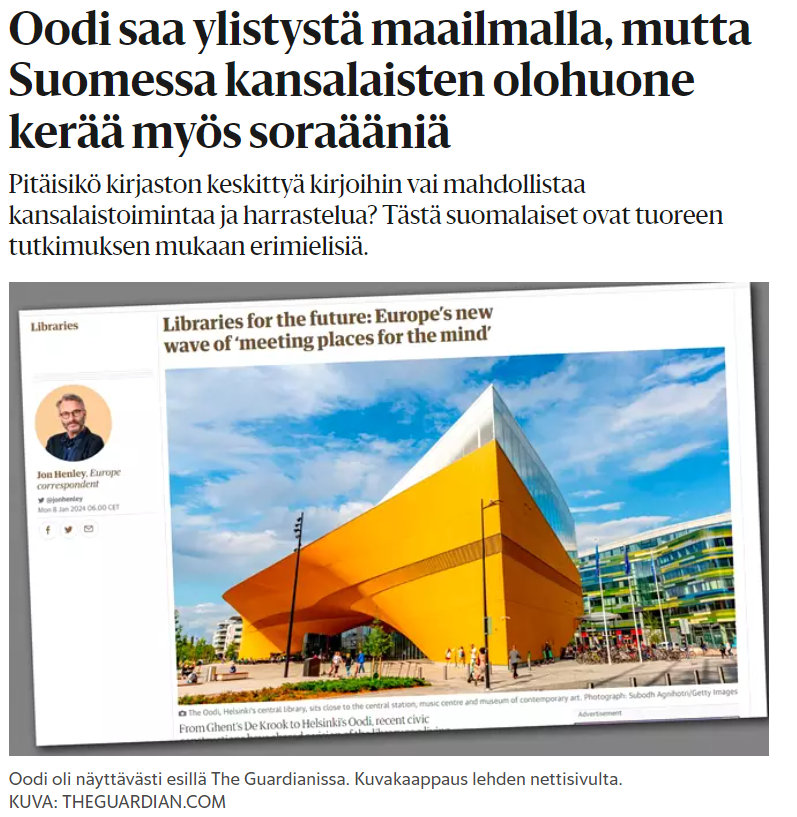 Oodi saa ylistystä maailmalla, mutta
Suomessa kansalaisten olohuone
kerää myös soraääniä
Pitäisikö kirjaston keskittyä kirjoihin vai mahdollistaa
kansalaistoimintaa ja harrastelua? Tästä suomalaiset ovat tuoreen
tutkimuksen mukaan erimielisiä.
Libraries
Libraries for the future: Europe's new
wave of 'meeting places for the mind'
Jon Henley, Europe
correspondent
@jonhenley
Mon 8 Jan 2024 06.00 CET
The Oodi, Helsinki's central library, sits close to the central station, music centre and museum of contemporary art. Photograph: Subodh Agnihotri/Getty Images
From Ghent's De Krook to Helsinki's Oodi, recent civic
Advertisement
Oodi oli näyttävästi esillä The Guardianissa. Kuvakaappaus lehden nettisivulta.
KUVA: THEGUARDIAN.COM